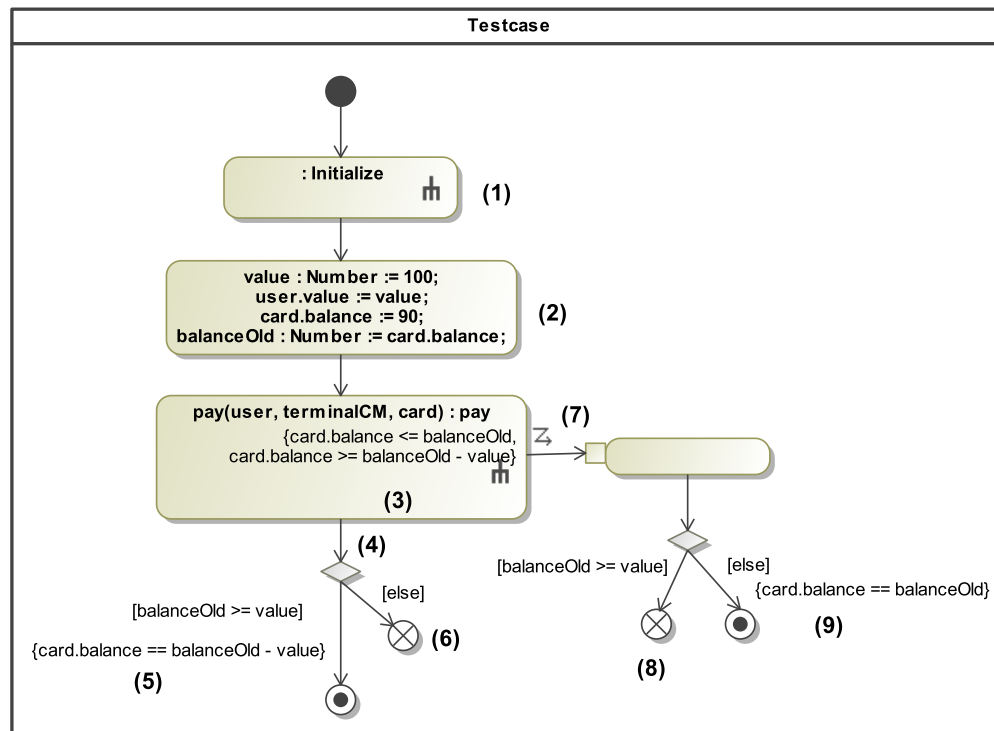 Testcase
: Initialize
(1)
value : Number := 100;
user.value := value;
card.balance := 90;
balanceOld : Number := card.balance;
(2)
pay(user, terminalCM, card) : pay
{card.balance <= balanceOld,
card.balance >= balanceOld - value}
(3)
(7)
(4)
[balanceOld >= value]
[else]
{card.balance == balanceOld - value}
(5)
(6)
[balanceOld >= value]
[else]
{card.balance == balanceOld}
(8)
(9)